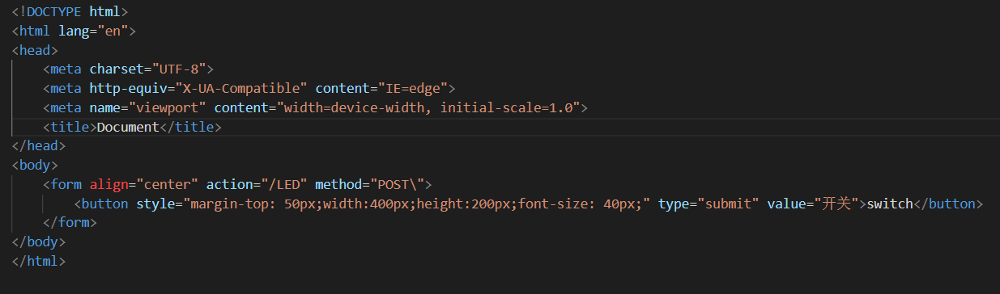 <!DOCTYPE html>
<html lang="en">
<head>
    <meta charset="UTF-8">
    <meta http-equiv="X-UA-Compatible" content="IE=edge">
    <meta name="viewport" content="width=device-width, initial-scale=1.0">
    <title>Document</title>
</head>
<body>
    <form align="center" action="/LED" method="POST\">
        <button style="margin-top: 50px;width:400px;height:200px;font-size: 40px;" type="submit" value="开关">switch</button>
    </form>
</body>
</html>